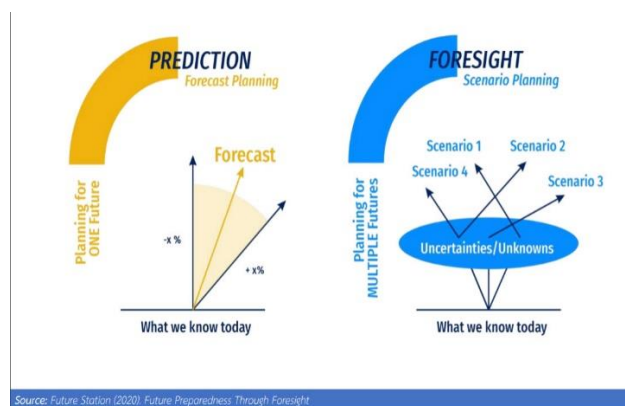 PREDICTION
Forecast Planning
Planning for
ONE Future
Forecast
-x %
+ x%
What we know today
FORESIGHT
Scenario Planning
Planning for
MULTIPLE Futures
Scenario 1
Scenario 2
Scenario 4
Scenario 3
Uncertainties/Unknowns
What we know today
Source: Future Station (2020). Future Preparedness Through Foresight